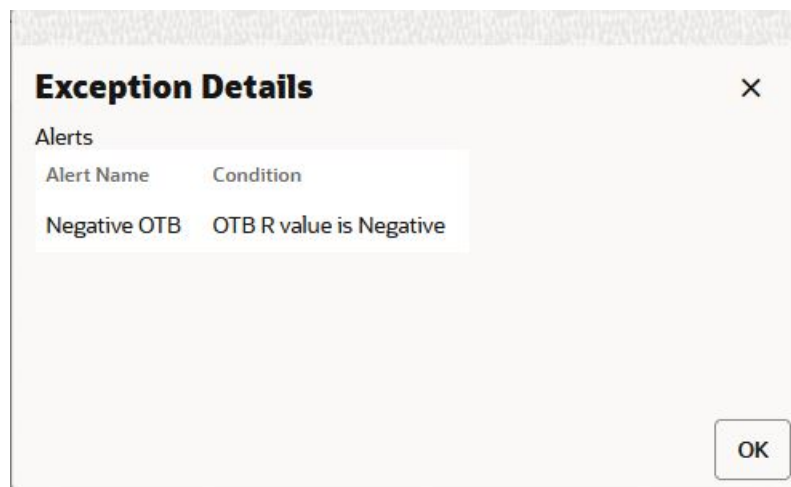 Exception Details
Alerts
Alert Name Condition
Negative OTB OTB R value is Negative
OK